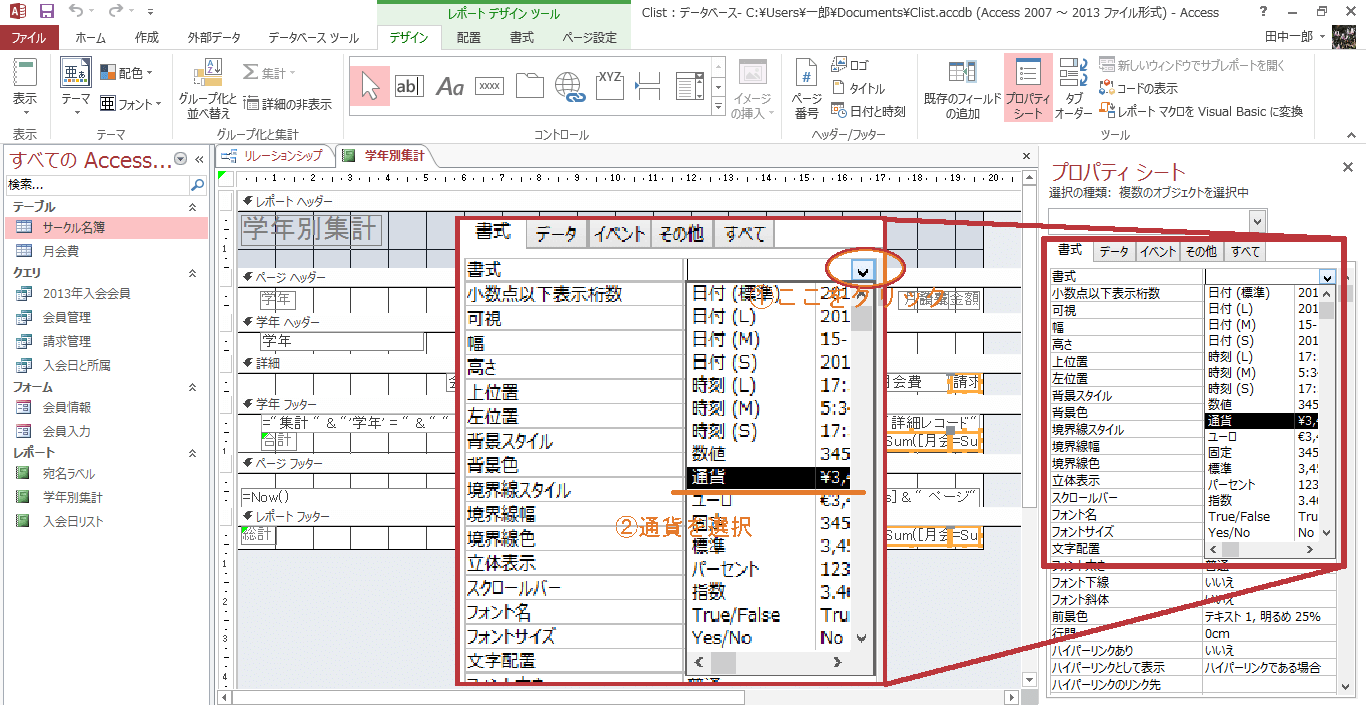 レポート デザイン ツール
Clist : データベース- C:¥Users¥一郎¥Documents¥Clist.accdb (Access 2007 ～ 2013 ファイル形式) - Access
ファイル ホーム 作成 外部データ データベース ツール デザイン 配置 書式 ページ設定
田中一郎
表示
テーマ
配色
フォント
グループ化と
並べ替え
集計
詳細の非表示
ab|
Aa
XXXX
XYZ
イメージ
の挿入
ページ
番号
ロゴ
タイトル
日付と時刻
既存のフィールド
の追加
プロパティ
シート
タブ
オーダー
新しいウィンドウでサブレポートを開く
コードの表示
レポート マクロを Visual Basic に変換
表示 テーマ グループ化と集計 コントロール ヘッダー/フッター ツール
すべての Access...
検索...
テーブル
サークル名簿
月会費
クエリ
2013年入会会員
会員管理
請求管理
入会日と所属
フォーム
会員情報
会員入力
レポート
宛名ラベル
学年別集計
入会日リスト
リレーションシップ 学年別集計
1 2 3 4 5 6 7 8 9 10 11 12 13 14 15 16 17 18 19 20
レポート ヘッダー
学年別集計
ページ ヘッダー
学年
学年 ヘッダー
学年
詳細
月会費 請求
学年 フッター
="集計 " & "'学年' = " & " "
詳細レコード"
合計
Sum([月会 =Su
ページ フッター
=Now()
s] & " ページ"
レポート フッター
総計
Sum([月会 =Su
書式 データ イベント その他 すべて
書式
小数点以下表示桁数
可視
幅
高さ
上位置
左位置
背景スタイル
背景色
境界線スタイル
境界線幅
境界線色
立体表示
スクロールバー
フォント名
フォントサイズ
文字配置
日付 (標準) 201
日付 (L) 201
日付 (M) 15-
日付 (S) 201
時刻 (L) 17:
時刻 (M) 5:3
時刻 (S) 17:
数値 345
通貨 ¥3,
ユーロ €3,
固定 345
標準 3,45
パーセント 123
指数 3.4
True/False Tru
Yes/No No
①ここをクリック
②通貨を選択
プロパティ シート
選択の種類: 複数のオブジェクトを選択中
書式 データ イベント その他 すべて
書式
小数点以下表示桁数
可視
幅
高さ
上位置
左位置
背景スタイル
背景色
境界線スタイル
境界線幅
境界線色
立体表示
スクロールバー
フォント名
フォントサイズ
文字配置
日付 (標準) 201
日付 (L) 201
日付 (M) 15-
日付 (S) 201
時刻 (L) 17:
時刻 (M) 5:3
時刻 (S) 17:
数値 345
通貨 ¥3,
ユーロ €3,
固定 345
標準 3,45
パーセント 123
指数 3.4
True/False Tru
Yes/No No
フォント太さ 普通
フォント下線 いいえ
フォント斜体 いいえ
前景色 テキスト 1, 明るめ 25%
行間 0cm
ハイパーリンクあり いいえ
ハイパーリンクとして表示 ハイパーリンクである場合
ハイパーリンクのリンク先